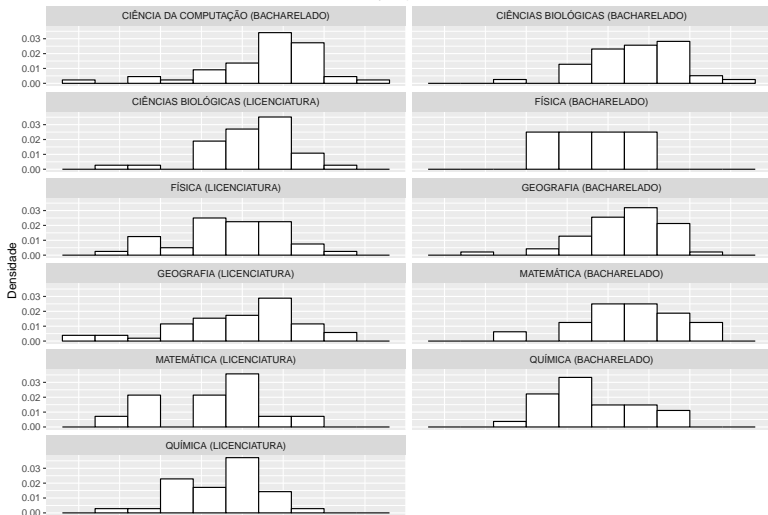 CIÊNCIA DA COMPUTAÇÃO (BACHARELADO)
CIÊNCIAS BIOLÓGICAS (BACHARELADO)
0.03
0.02
0.01
0.00
CIÊNCIAS BIOLÓGICAS (LICENCIATURA)
FÍSICA (BACHARELADO)
0.03
0.02
0.01
0.00
FÍSICA (LICENCIATURA)
GEOGRAFIA (BACHARELADO)
0.03
0.02
0.01
0.00
Densidade
GEOGRAFIA (LICENCIATURA)
MATEMÁTICA (BACHARELADO)
0.03
0.02
0.01
0.00
MATEMÁTICA (LICENCIATURA)
QUÍMICA (BACHARELADO)
0.03
0.02
0.01
0.00
QUÍMICA (LICENCIATURA)
0.03
0.02
0.01
0.00